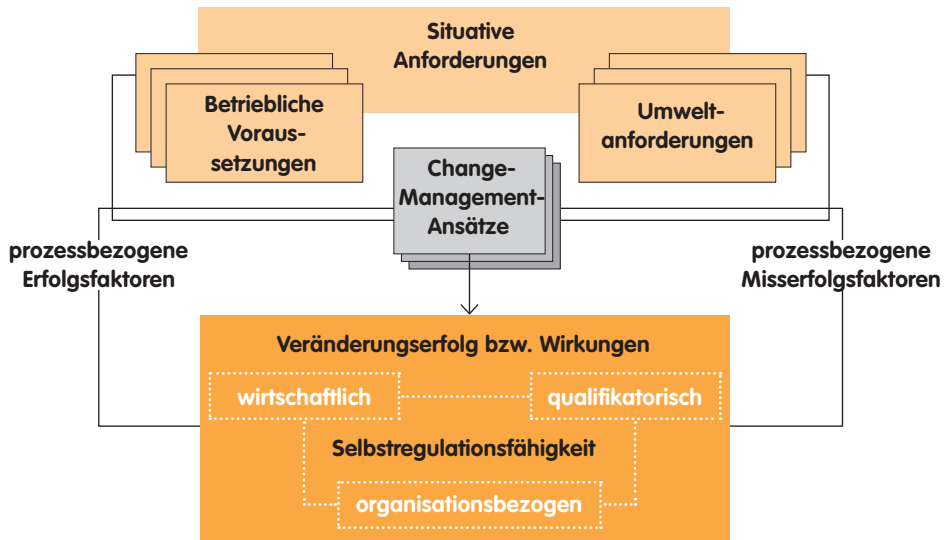 Situative
Anforderungen
Betriebliche
Voraus-
setzungen
Umwelt-
anforderungen
Change-
Management-
Ansätze
prozessbezogene
Erfolgsfaktoren
prozessbezogene
Misserfolgsfaktoren
Veränderungserfolg bzw. Wirkungen
wirtschaftlich
qualifikatorisch
Selbstregulationsfähigkeit
organisationsbezogen